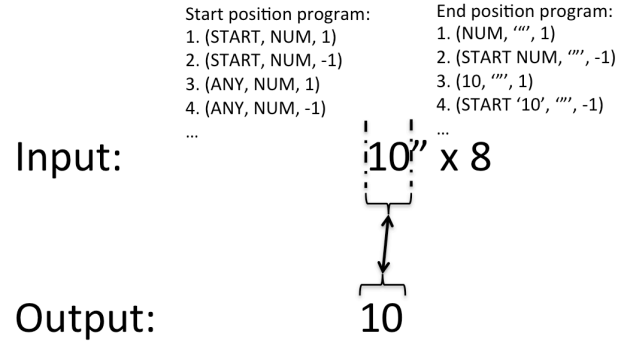 Start position program:
1. (START, NUM, 1)
2. (START, NUM, -1)
3. (ANY, NUM, 1)
4. (ANY, NUM, -1)
...
End position program:
1. (NUM, “”“, 1)
2. (START NUM, “”“, -1)
3. (10, “”“, 1)
4. (START ‘10’, “”“, -1)
...
Input: 10” x 8
Output: 10